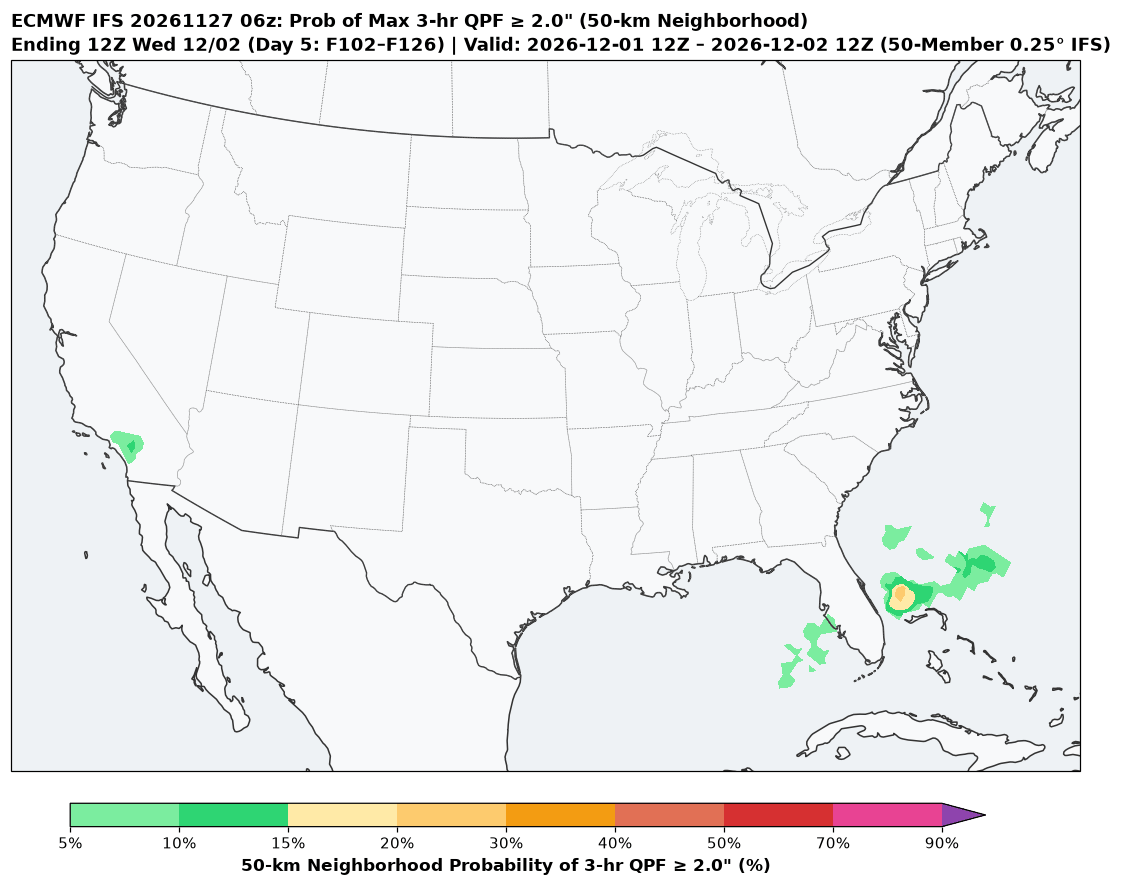 ECMWF IFS 20261127 06z: Prob of Max 3-hr QPF ≥ 2.0" (50-km Neighborhood)
Ending 12Z Wed 12/02 (Day 5: F102–F126) | Valid: 2026-12-01 12Z – 2026-12-02 12Z (50-Member 0.25° IFS)
5% 10% 15% 20% 30% 40% 50% 70% 90%
50-km Neighborhood Probability of 3-hr QPF ≥ 2.0" (%)